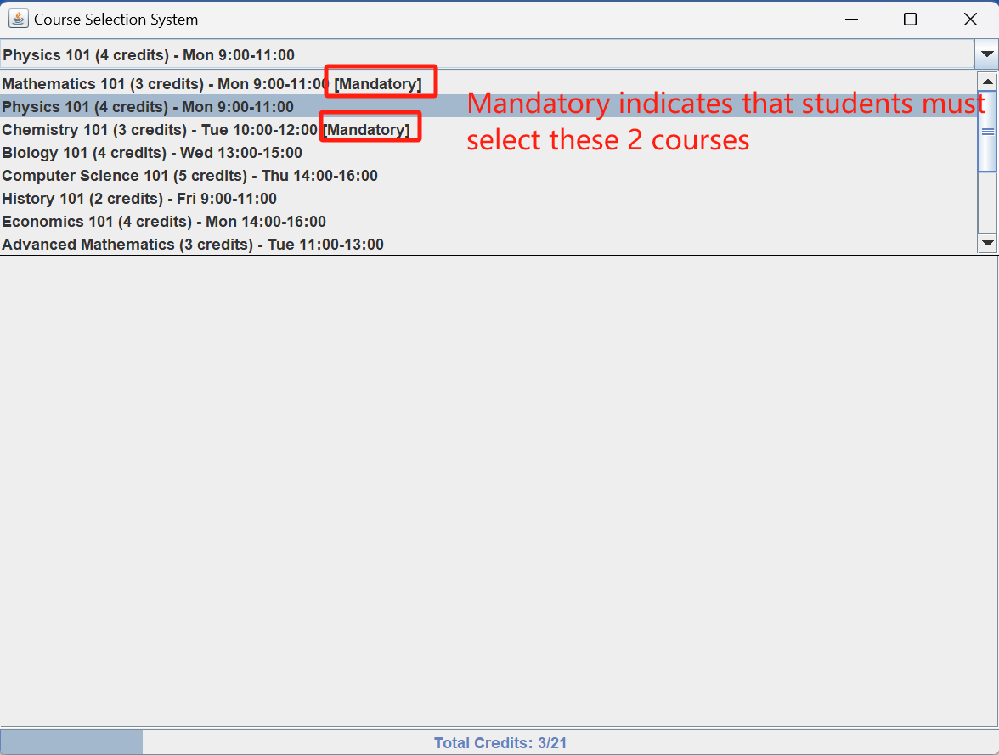 Course Selection System
Physics 101 (4 credits) - Mon 9:00-11:00
Mathematics 101 (3 credits) - Mon 9:00-11:00 [Mandatory]
Physics 101 (4 credits) - Mon 9:00-11:00
Chemistry 101 (3 credits) - Tue 10:00-12:00 [Mandatory]
Mandatory indicates that students must
select these 2 courses
Biology 101 (4 credits) - Wed 13:00-15:00
Computer Science 101 (5 credits) - Thu 14:00-16:00
History 101 (2 credits) - Fri 9:00-11:00
Economics 101 (4 credits) - Mon 14:00-16:00
Advanced Mathematics (3 credits) - Tue 11:00-13:00
Total Credits: 3/21